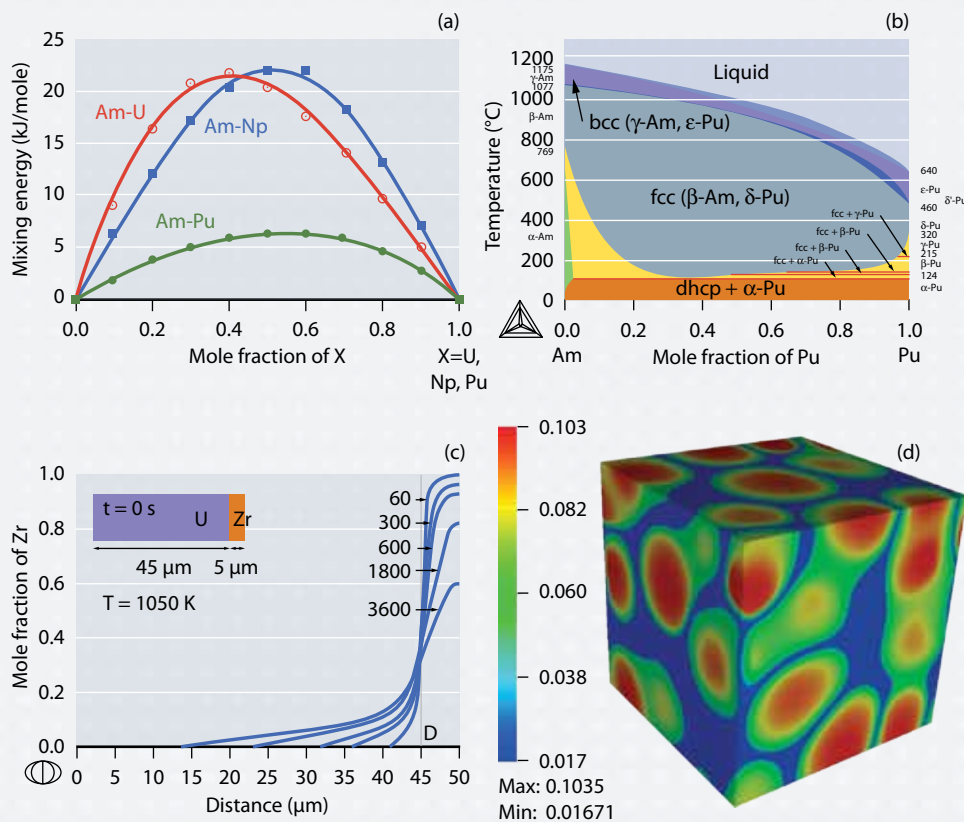 (a)
25
20
15
10
5
0
Mixing energy (kJ/mole)
Am-U
Am-Np
Am-Pu
0.0 0.2 0.4 0.6 0.8 1.0
Mole fraction of X
X=U,
Np, Pu
(b)
1200
1000
800
600
400
200
0
Temperature (°C)
1175
γ-Am
1077
β-Am
769
α-Am
Liquid
bcc (γ-Am, ε-Pu)
fcc (β-Am, δ-Pu)
fcc + γ-Pu
fcc + β-Pu
fcc + β-Pu
fcc + α-Pu
dhcp + α-Pu
640
ε-Pu
δ'-Pu
460
δ-Pu
320
γ-Pu
215
β-Pu
124
α-Pu
0.0 0.2 0.4 0.6 0.8 1.0
Am Mole fraction of Pu Pu
(c)
1.0
0.8
0.6
0.4
0.2
0.0
Mole fraction of Zr
t = 0 s
U
Zr
45 μm 5 μm
T = 1050 K
60
300
600
1800
3600
D
0 5 10 15 20 25 30 35 40 45 50
Distance (μm)
(d)
0.103
0.082
0.060
0.038
0.017
Max: 0.1035
Min: 0.01671